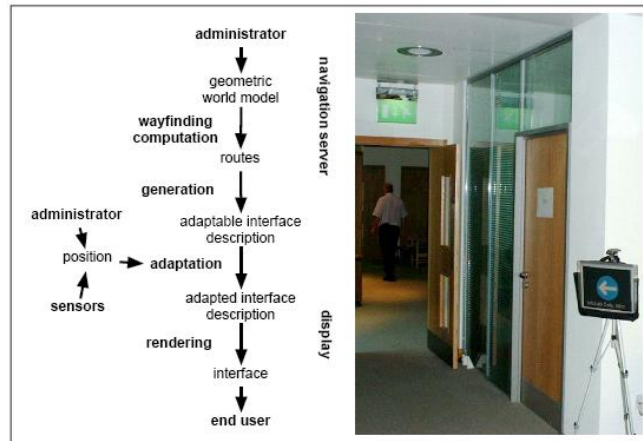 administrator
geometric
world model
wayfinding
computation
routes
generation
administrator
adaptable interface
description
position
adaptation
sensors
adapted interface
description
rendering
interface
end user
navigation server
display